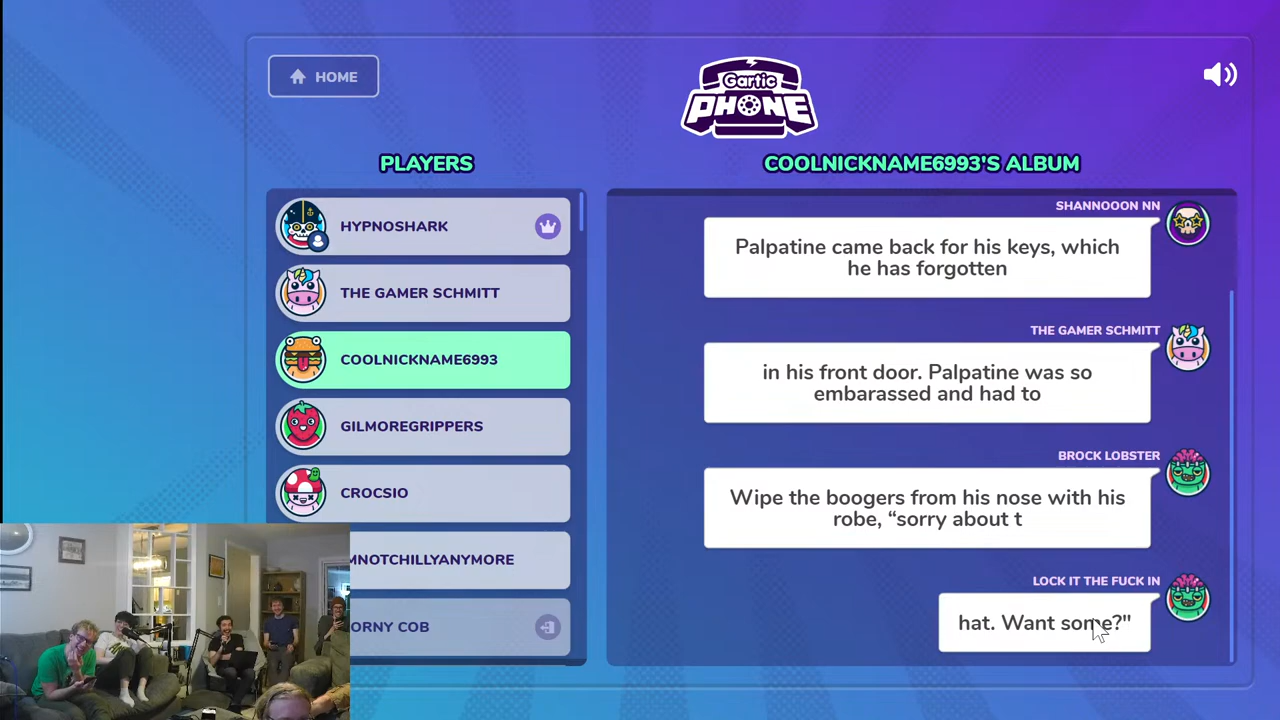 HOME
Gartic
PHONE
PLAYERS
COOLNICKNAME6993'S ALBUM
HYPNOSHARK
THE GAMER SCHMITT
COOLNICKNAME6993
GILMOREGRIPPERS
CROCSIO
MNOTCHILLYANYMORE
ORNY COB
SHANNOOON NN
Palpatine came back for his keys, which
he has forgotten
THE GAMER SCHMITT
in his front door. Palpatine was so
embarassed and had to
BROCK LOBSTER
Wipe the boogers from his nose with his
robe, “sorry about t
LOCK IT THE FUCK IN
hat. Want some?"